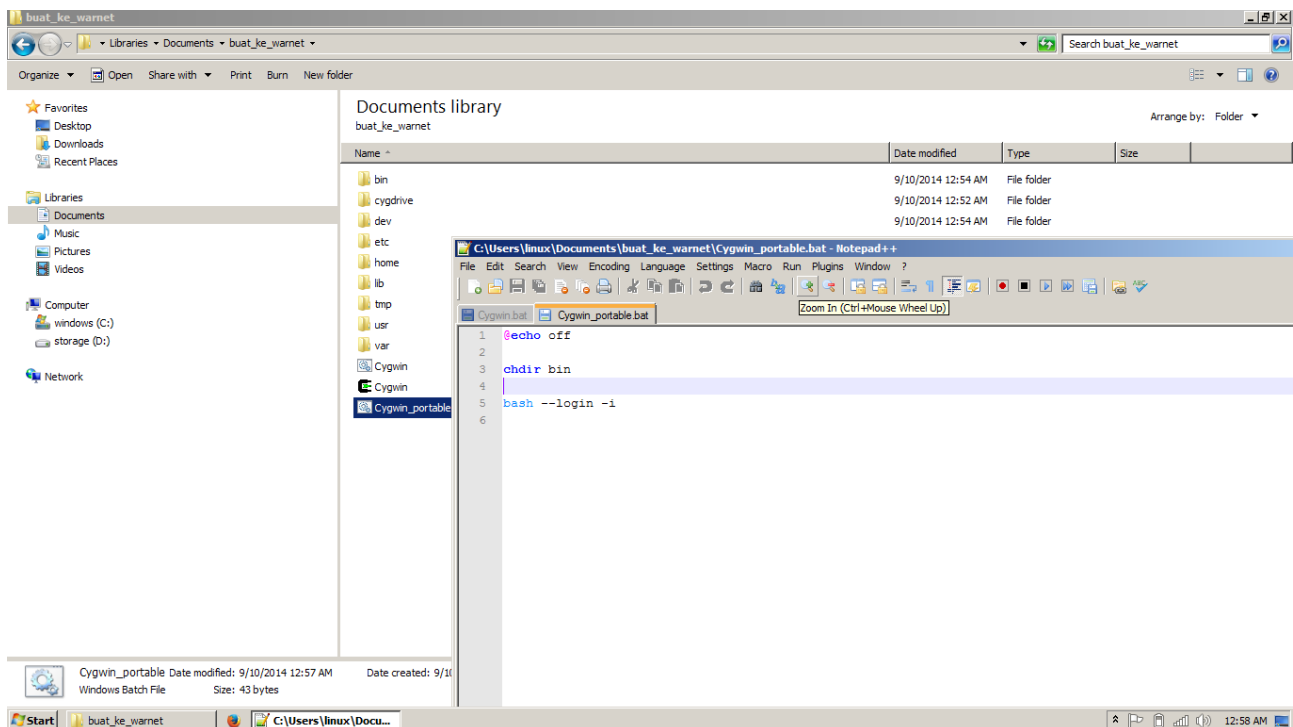 buat_ke_warnet
Libraries Documents buat_ke_warnet
Search buat_ke_warnet
Organize Open Share with Print Burn New folder
Favorites
Desktop
Downloads
Recent Places
Libraries
Documents
Music
Pictures
Videos
Computer
windows (C:)
storage (D:)
Network
Documents library
buat_ke_warnet
Arrange by: Folder
Name Date modified Type Size
bin 9/10/2014 12:54 AM File folder
cygdrive 9/10/2014 12:52 AM File folder
dev 9/10/2014 12:54 AM File folder
etc
home
lib
tmp
usr
var
Cygwin
Cygwin
Cygwin_portable
C:\Users\linux\Documents\buat_ke_warnet\Cygwin_portable.bat - Notepad++
File Edit Search View Encoding Language Settings Macro Run Plugins Window ?
Zoom In (Ctrl+Mouse Wheel Up)
Cygwin.bat Cygwin_portable.bat
1 @echo off
2
3 chdir bin
4
5 bash --login -i
6
Cygwin_portable Date modified: 9/10/2014 12:57 AM Date created: 9/10
Windows Batch File Size: 43 bytes
Start buat_ke_warnet C:\Users\linux\Docu... 12:58 AM